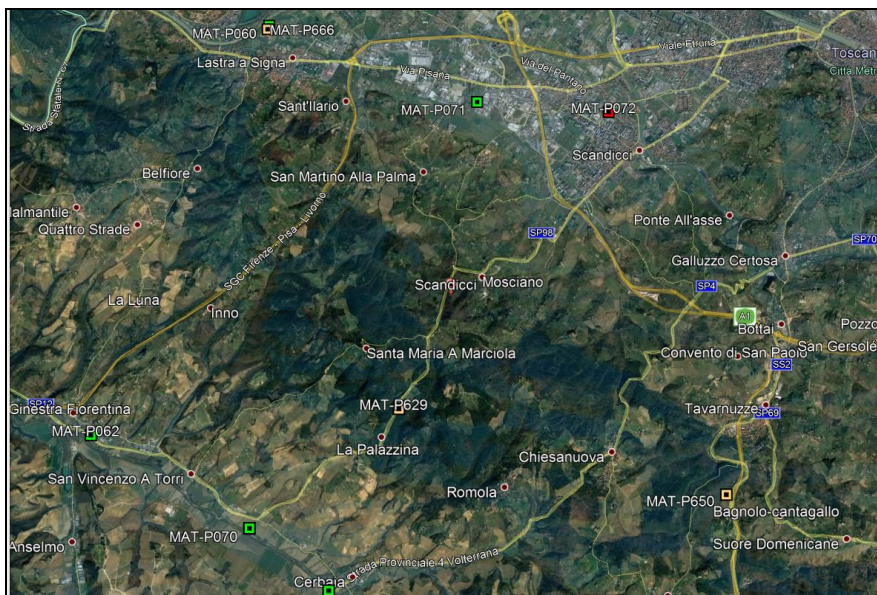 MAT-P060
MAT-P666
Lastra a Signa
Viale Etruria
Toscan
Città Metr
Via Pisana
Via del Pantano
Sant'Ilario
MAT-P071
MAT-P072
Scandicci
Belfiore
San Martino Alla Palma
Malmantile
Quattro Strade
Ponte All'asse
SP98
SP70
Galluzzo Certosa
SGC Firenze - Pisa - Livorno
Scandicci
Mosciano
SP4
La Luna
Inno
A1
Bottai
Pozzo
San Gersolé
Santa Maria A Marciola
Convento di San Paolo
SS2
SP12
Ginestra Fiorentina
MAT-P629
Tavarnuzze
SP69
MAT-P062
La Palazzina
Chiesanuova
San Vincenzo A Torri
Romola
MAT-P650
Bagnolo-cantagallo
MAT-P070
Anselmo
Suore Domenicane
Cerbaia
Strada Provinciale 4 Volterrana